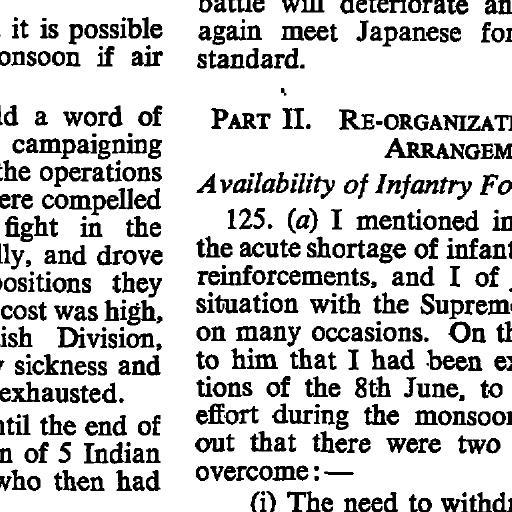 it is possible
onsoon if air
a word of
campaigning
the operations
ere compelled
fight in the
lly, and drove
ositions they
cost was high,
ish Division,
sickness and
exhausted.
ntil the end of
n of 5 Indian
who then had
battle will deteriorate an
again meet Japanese for
standard.
PART II. RE-ORGANIZATI
ARRANGEM
Availability of Infantry Fo
125. (a) I mentioned in
the acute shortage of infant
reinforcements, and I of
situation with the Suprem
on many occasions. On th
to him that I had been ex
tions of the 8th June, to
effort during the monsoon
out that there were two
overcome:—
(i) The need to withdr